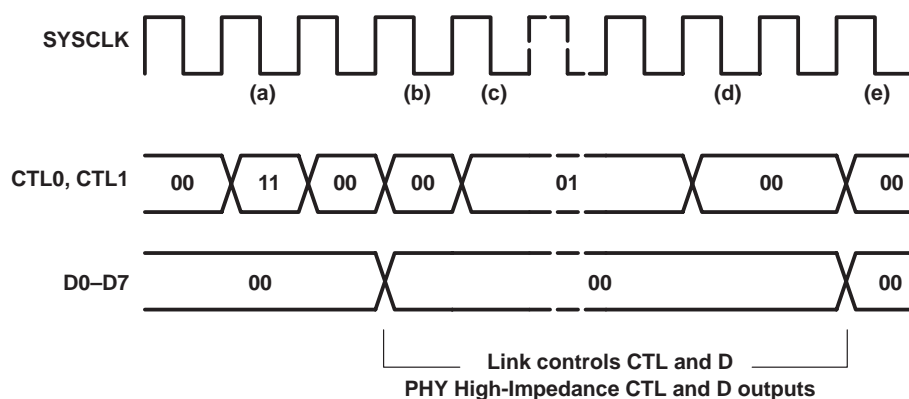 SYSCLK
(a) (b) (c) (d) (e)
CTL0, CTL1 00 11 00 00 01 00 00
D0–D7 00 00 00
Link controls CTL and D
PHY High-Impedance CTL and D outputs